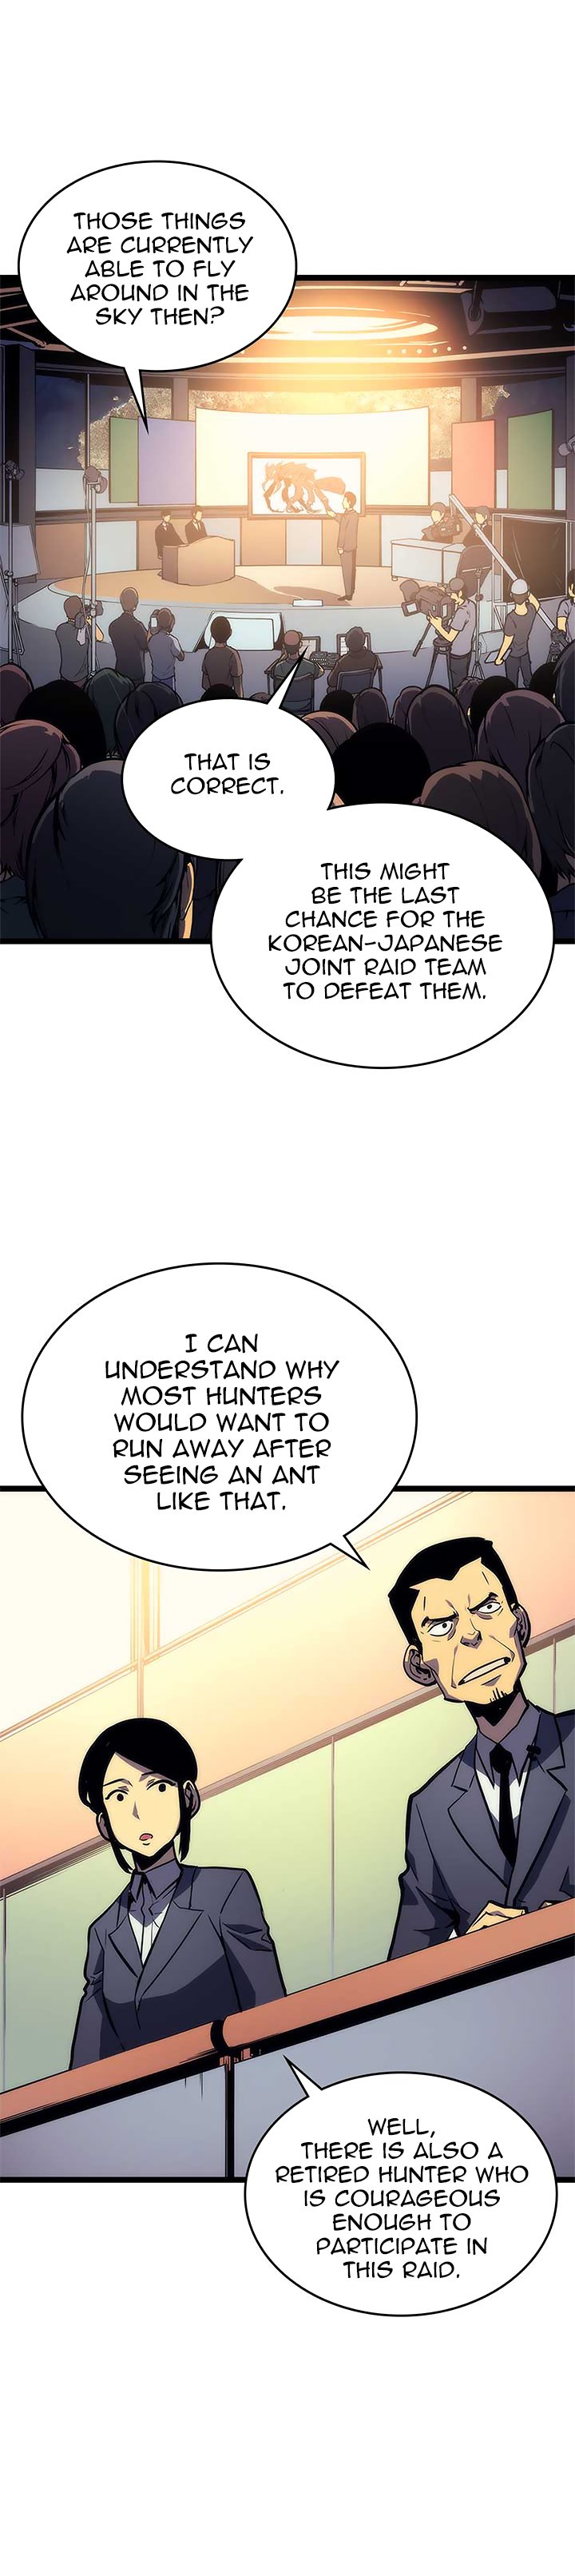 THOSE THINGS
ARE CURRENTLY
ABLE TO FLY
AROUND IN THE
SKY THEN?
THAT IS
CORRECT.
THIS MIGHT
BE THE LAST
CHANCE FOR THE
KOREAN-JAPANESE
JOINT RAID TEAM
TO DEFEAT THEM.
I CAN
UNDERSTAND WHY
MOST HUNTERS
WOULD WANT TO
RUN AWAY AFTER
SEEING AN ANT
LIKE THAT.
WELL,
THERE IS ALSO A
RETIRED HUNTER WHO
IS COURAGEOUS
ENOUGH TO
PARTICIPATE IN
THIS RAID.